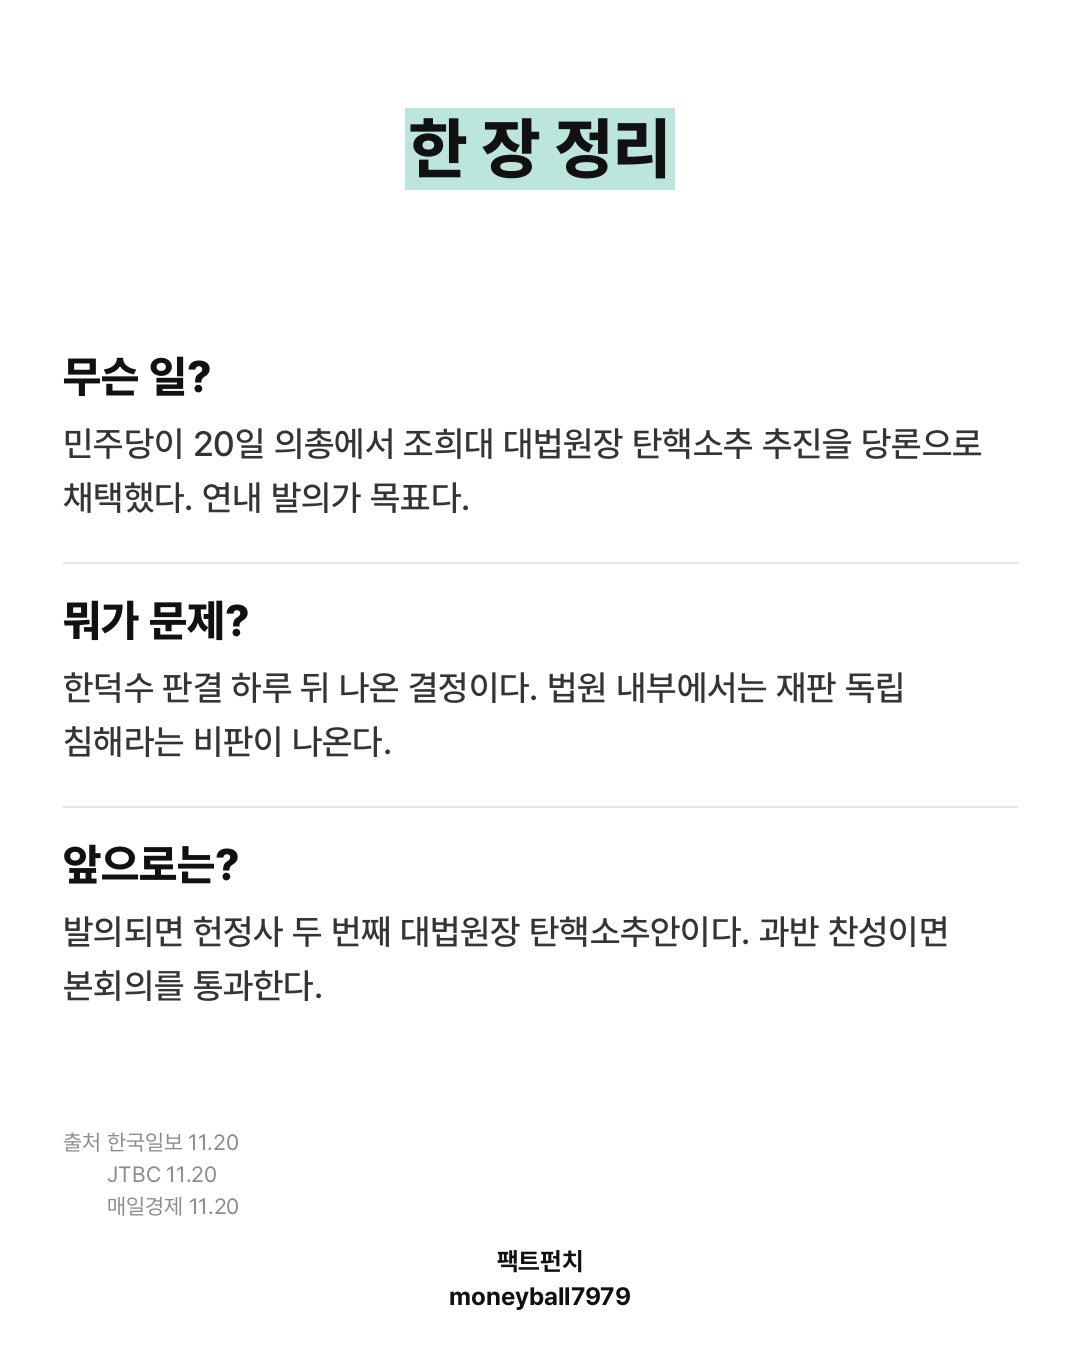 한 장 정리
무슨 일?
민주당이 20일 의총에서 조희대 대법원장 탄핵소추 추진을 당론으로
채택했다. 연내 발의가 목표다.
뭐가 문제?
한덕수 판결 하루 뒤 나온 결정이다. 법원 내부에서는 재판 독립
침해라는 비판이 나온다.
앞으로는?
발의되면 헌정사 두 번째 대법원장 탄핵소추안이다. 과반 찬성이면
본회의를 통과한다.
출처 한국일보 11.20
JTBC 11.20
매일경제 11.20
팩트펀치
moneyball7979